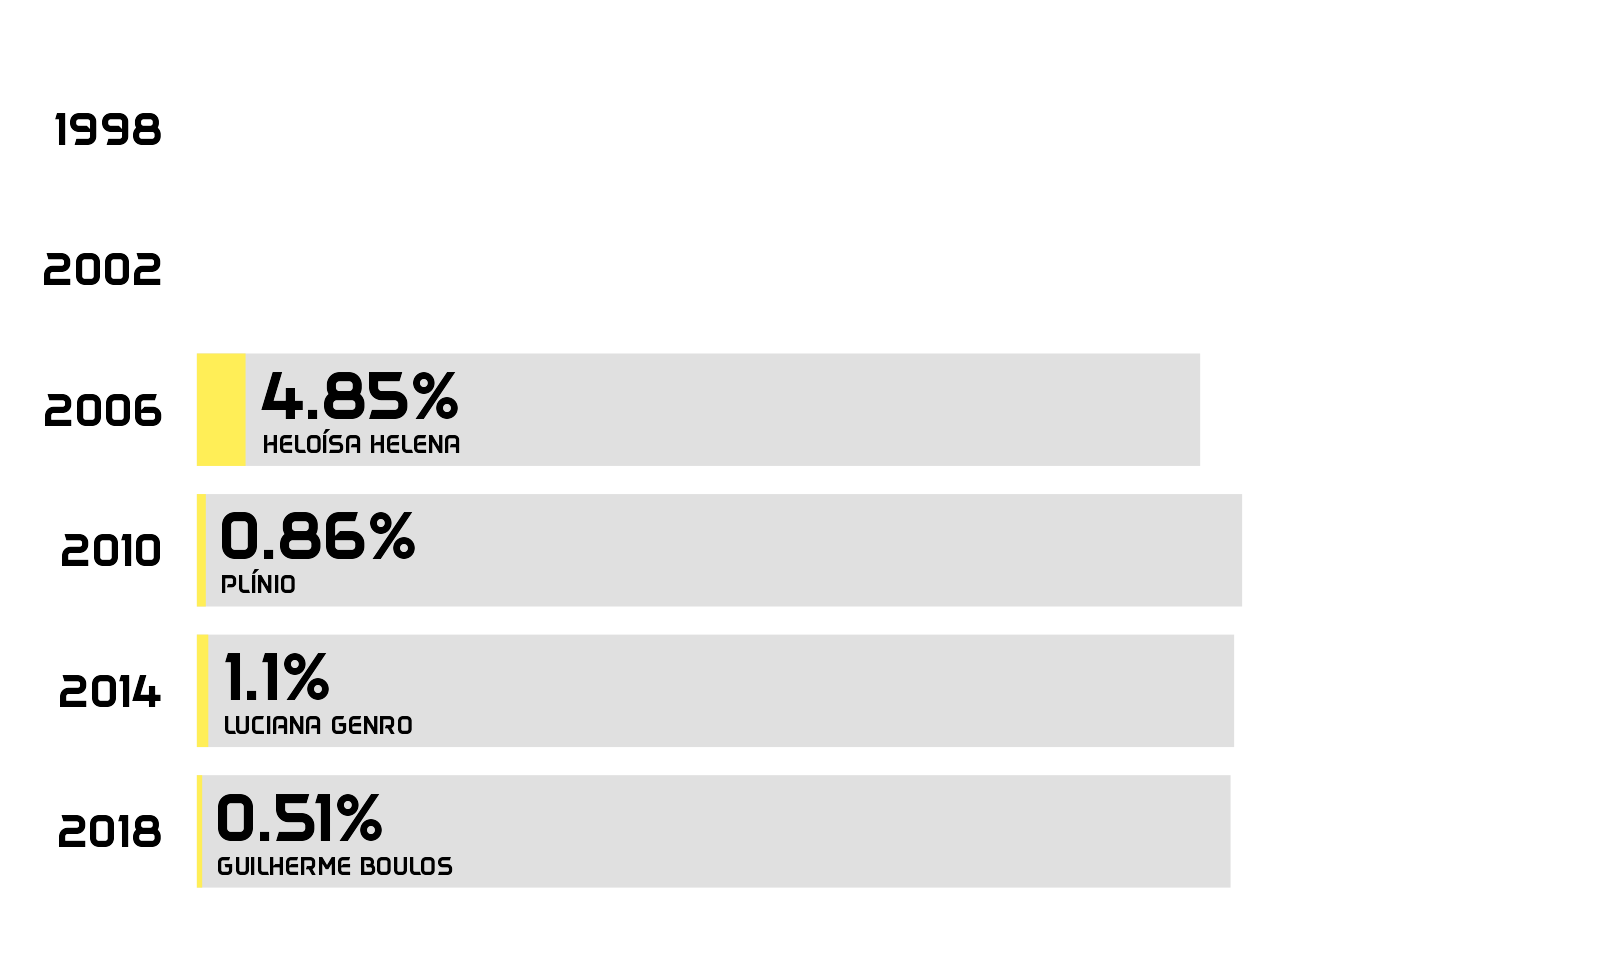 1998
2002
2006
4.85%
HELOÍSA HELENA
2010
0.86%
PLÍNIO
2014
1.1%
LUCIANA GENRO
2018
0.51%
GUILHERME BOULOS